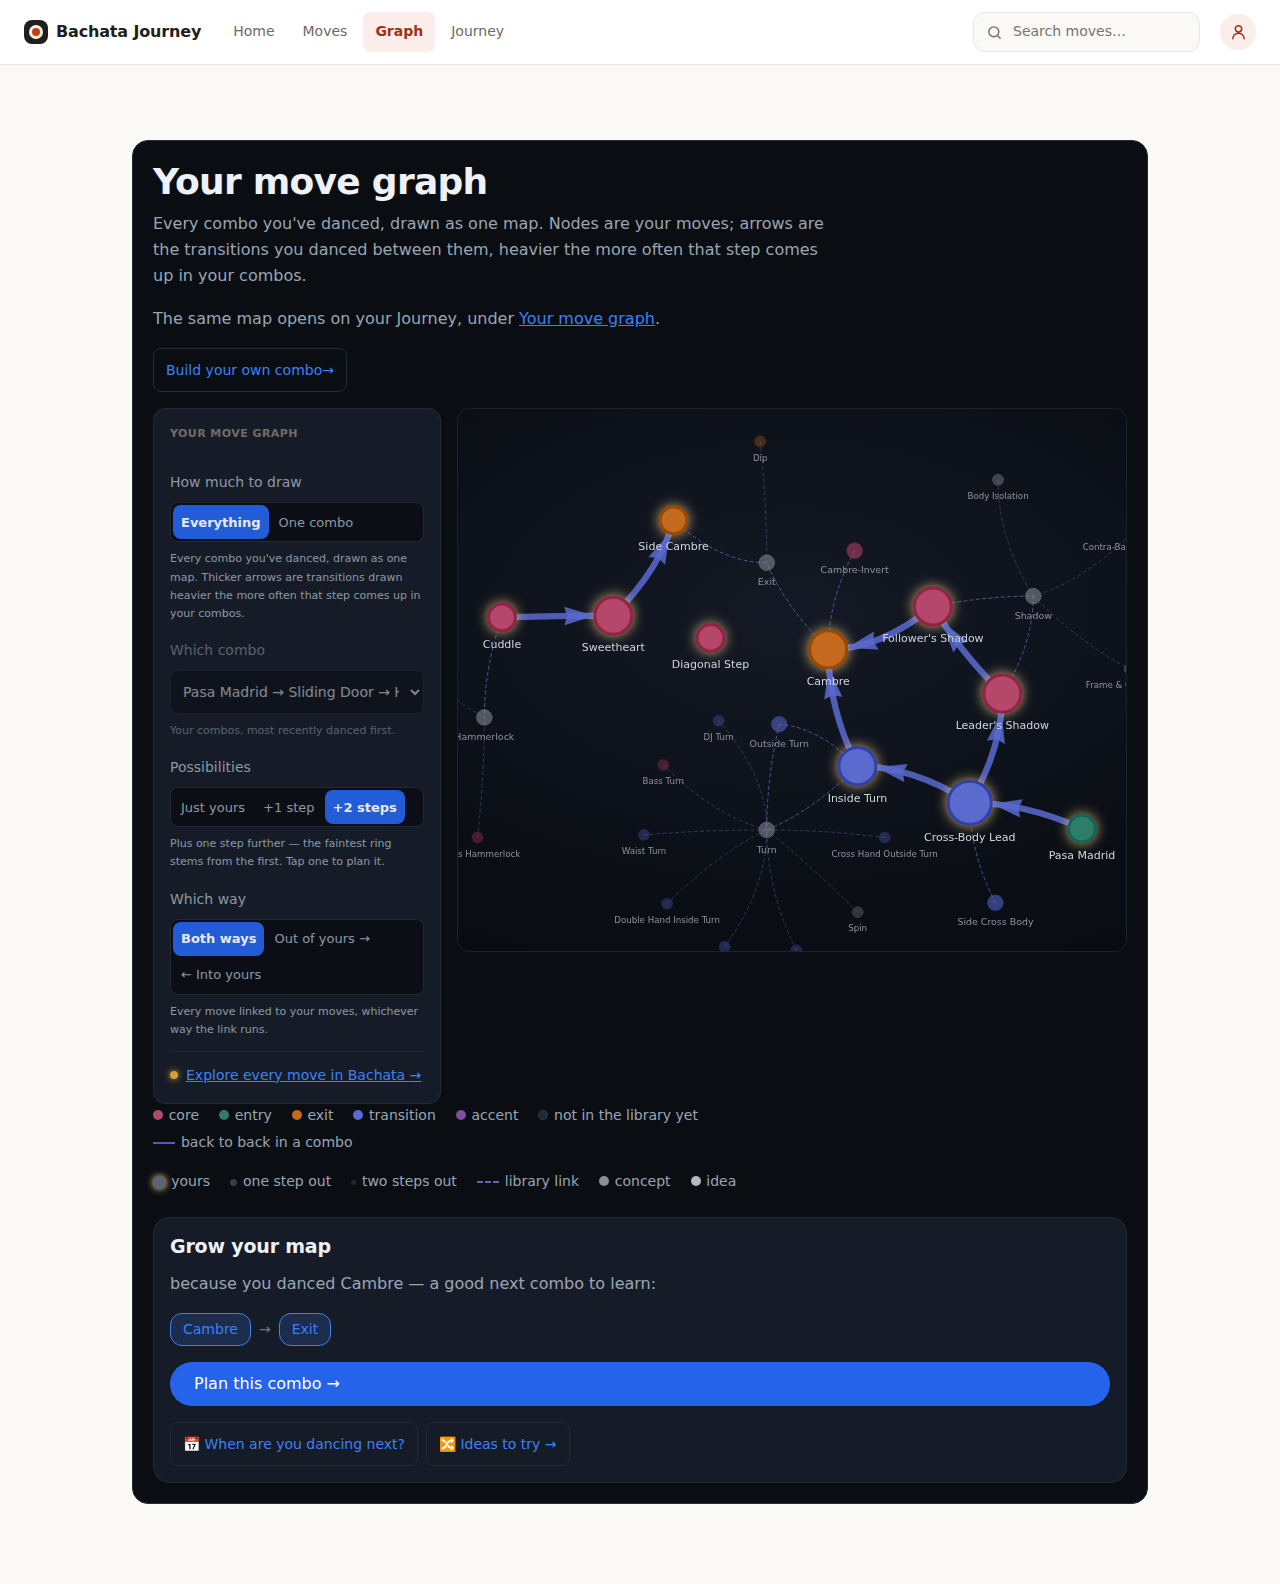 Bachata Journey
Home
Moves
Graph
Journey
Search moves...
Your move graph
Every combo you've danced, drawn as one map. Nodes are your moves; arrows are
the transitions you danced between them, heavier the more often that step comes
up in your combos.
The same map opens on your Journey, under Your move graph.
Build your own combo→
YOUR MOVE GRAPH
How much to draw
Everything
One combo
Every combo you've danced, drawn as one
map. Thicker arrows are transitions drawn
heavier the more often that step comes up in
your combos.
Which combo
Pasa Madrid → Sliding Door →
Your combos, most recently danced first.
Possibilities
Just yours
+1 step
+2 steps
Plus one step further — the faintest ring
stems from the first. Tap one to plan it.
Which way
Both ways
Out of yours →
← Into yours
Every move linked to your moves, whichever
way the link runs.
Explore every move in Bachata →
Dip
Body Isolation
Side Cambre
Contra-Ba
Cambre-Invert
Exit
Shadow
Cuddle
Sweetheart
Follower's Shadow
Diagonal Step
Cambre
Frame &
Leader's Shadow
Hammerlock
DJ Turn
Outside Turn
Bass Turn
Inside Turn
Cross-Body Lead
Waist Turn
Turn
s Hammerlock
Cross Hand Outside Turn
Pasa Madrid
Double Hand Inside Turn
Spin
Side Cross Body
core
entry
exit
transition
accent
not in the library yet
back to back in a combo
yours
one step out
two steps out
library link
concept
idea
Grow your map
because you danced Cambre — a good next combo to learn:
Cambre → Exit
Plan this combo →
When are you dancing next?
Ideas to try →